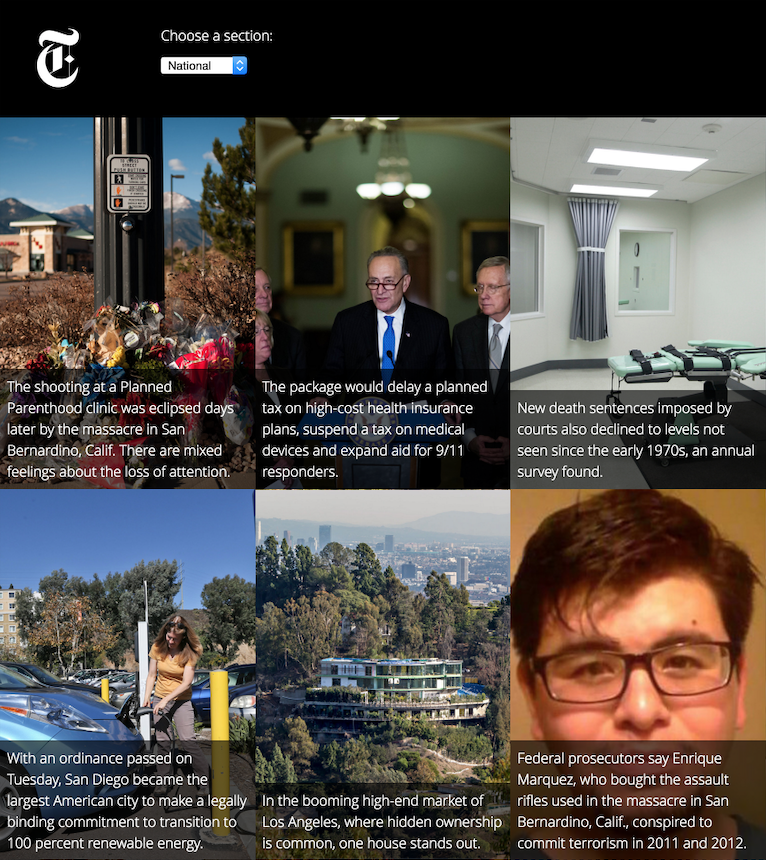 Choose a section:
National
TO CROSS
STREET
PUSH BUTTON
The shooting at a Planned
Parenthood clinic was eclipsed days
later by the massacre in San
Bernardino, Calif. There are mixed
feelings about the loss of attention.
The package would delay a planned
tax on high-cost health insurance
plans, suspend a tax on medical
devices and expand aid for 9/11
responders.
New death sentences imposed by
courts also declined to levels not
seen since the early 1970s, an annual
survey found.
With an ordinance passed on
Tuesday, San Diego became the
largest American city to make a legally
binding commitment to transition to
100 percent renewable energy.
In the booming high-end market of
Los Angeles, where hidden ownership
is common, one house stands out.
Federal prosecutors say Enrique
Marquez, who bought the assault
rifles used in the massacre in San
Bernardino, Calif., conspired to
commit terrorism in 2011 and 2012.